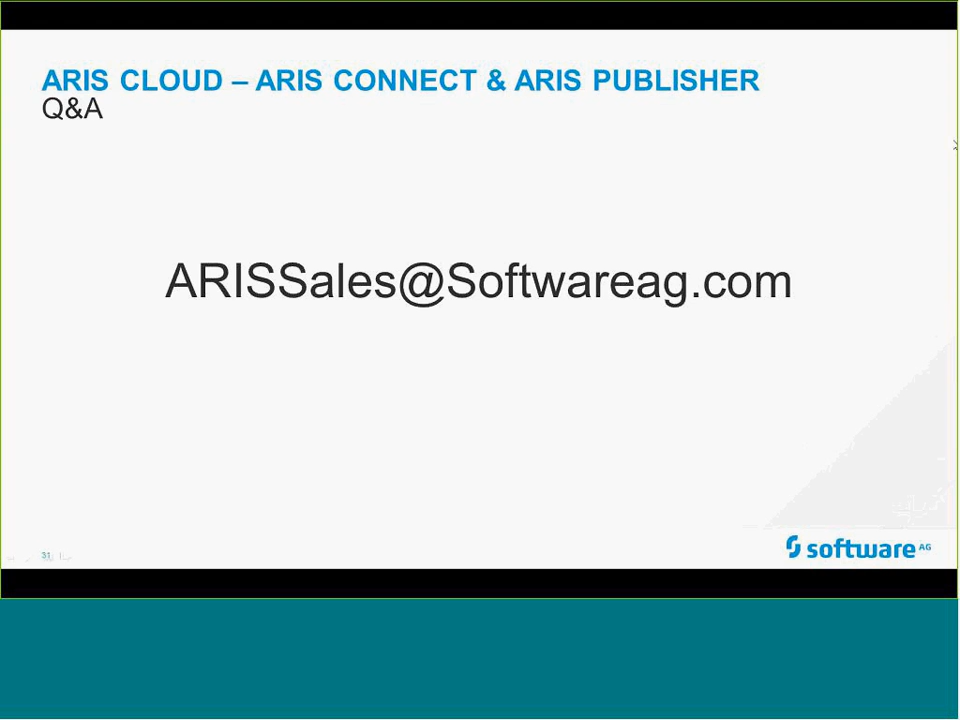 ARIS CLOUD – ARIS CONNECT & ARIS PUBLISHER
Q&A
ARISSales@Softwareag.com
31 |
software AG